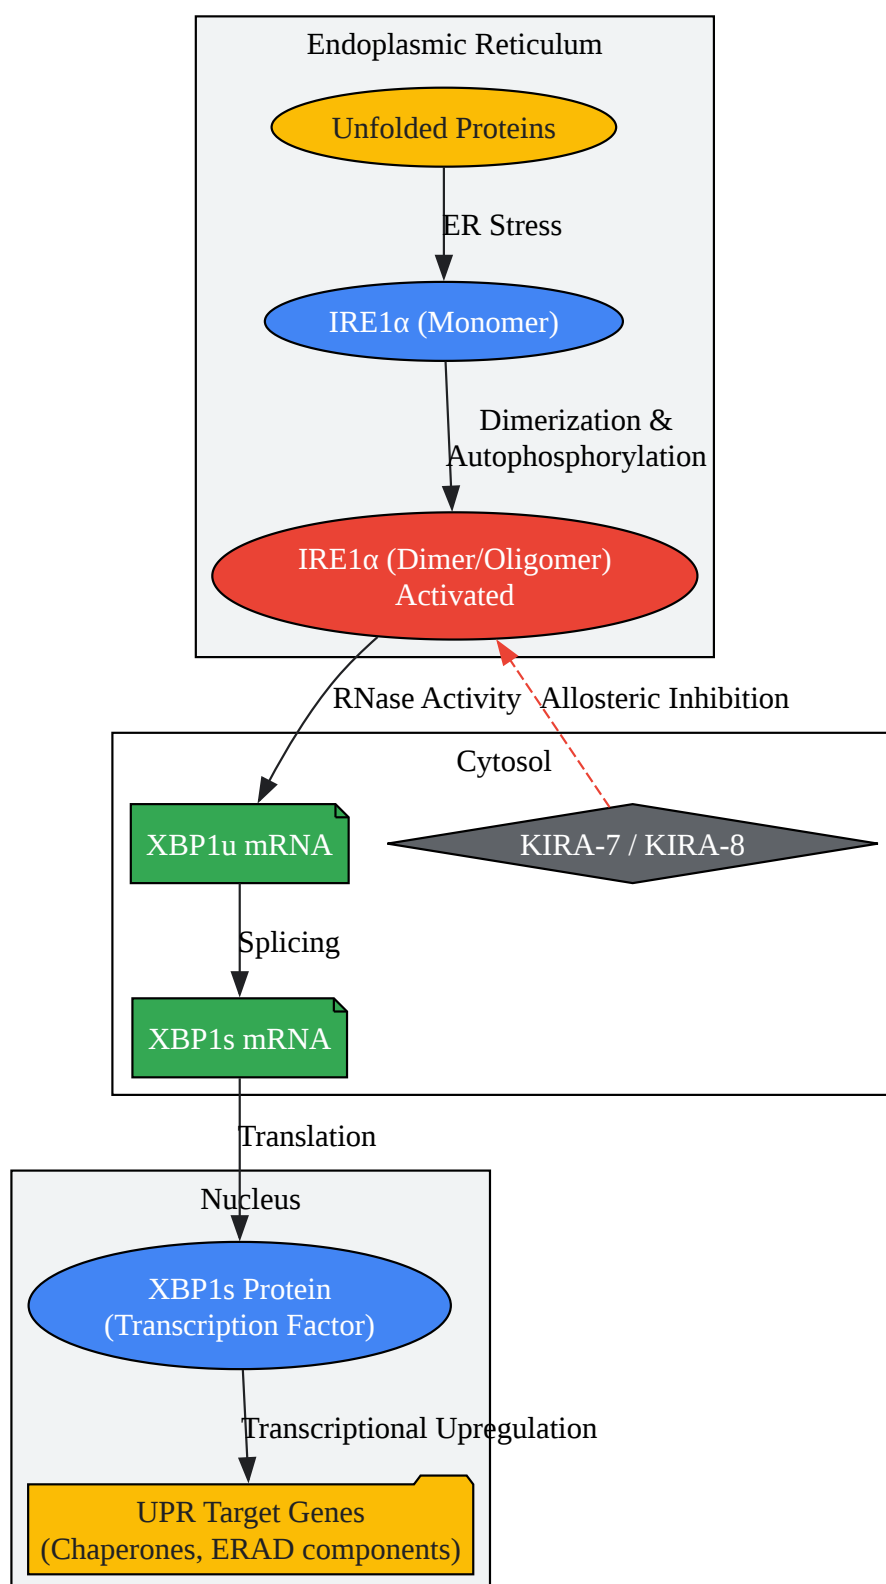 Endoplasmic Reticulum
Unfolded Proteins
ER Stress
IRE1α (Monomer)
Dimerization &
Autophosphorylation
IRE1α (Dimer/Oligomer)
Activated
RNase Activity
Allosteric Inhibition
Cytosol
XBP1u mRNA
KIRA-7 / KIRA-8
Splicing
XBP1s mRNA
Translation
Nucleus
XBP1s Protein
(Transcription Factor)
Transcriptional Upregulation
UPR Target Genes
(Chaperones, ERAD components)